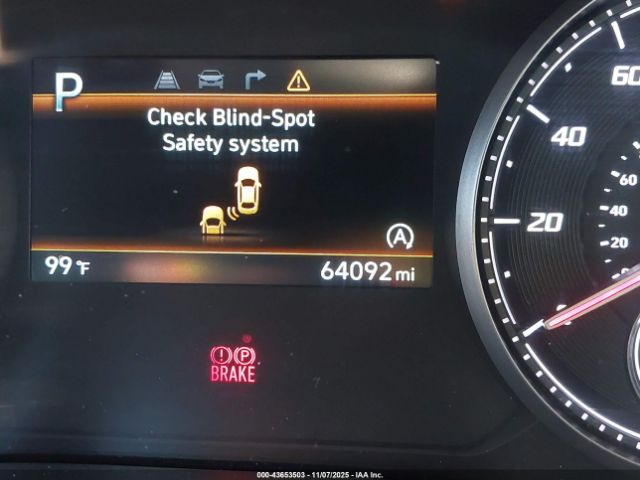 P
Check Blind-Spot
Safety system
A
99 °F
64092 mi
P
BRAKE
60
40
20
0
60
40
20
000-43653503 - 11/07/2025 - IAA Inc.